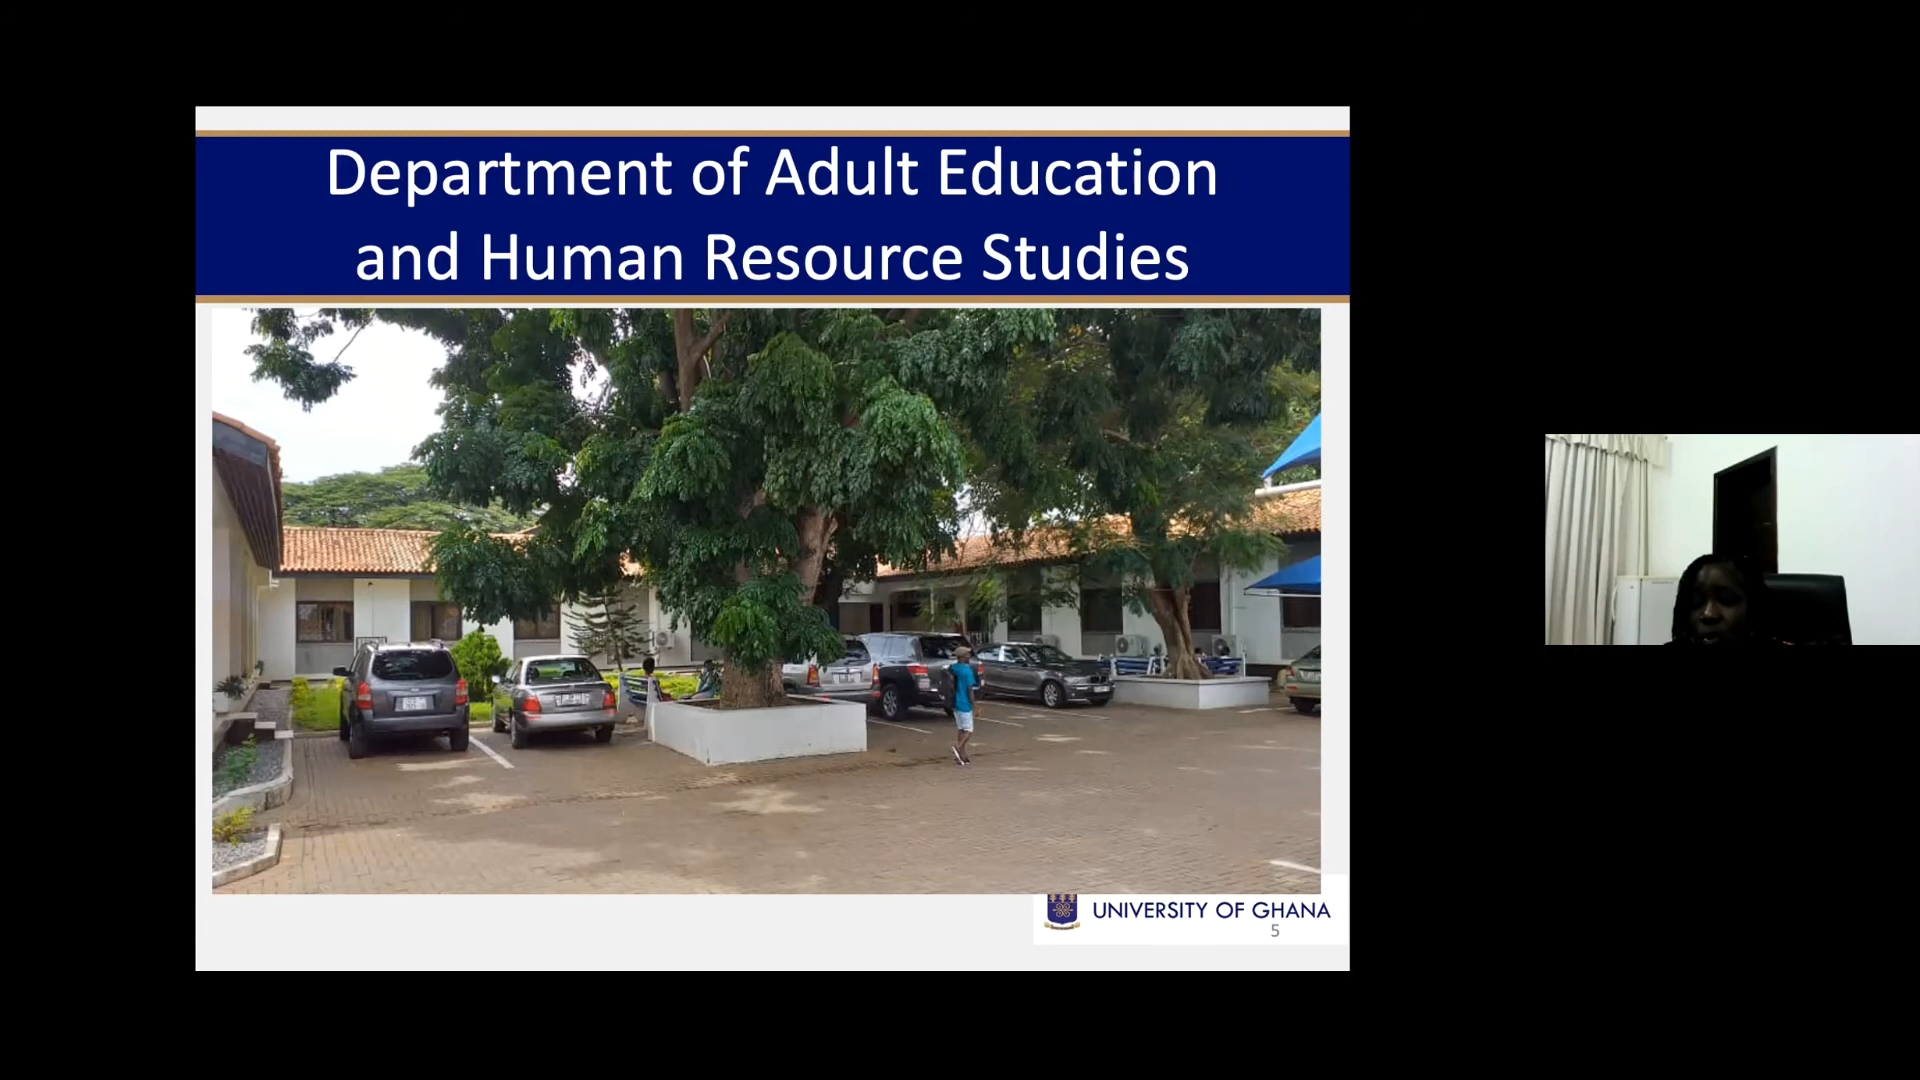 Department of Adult Education
and Human Resource Studies
UNIVERSITY OF GHANA
5